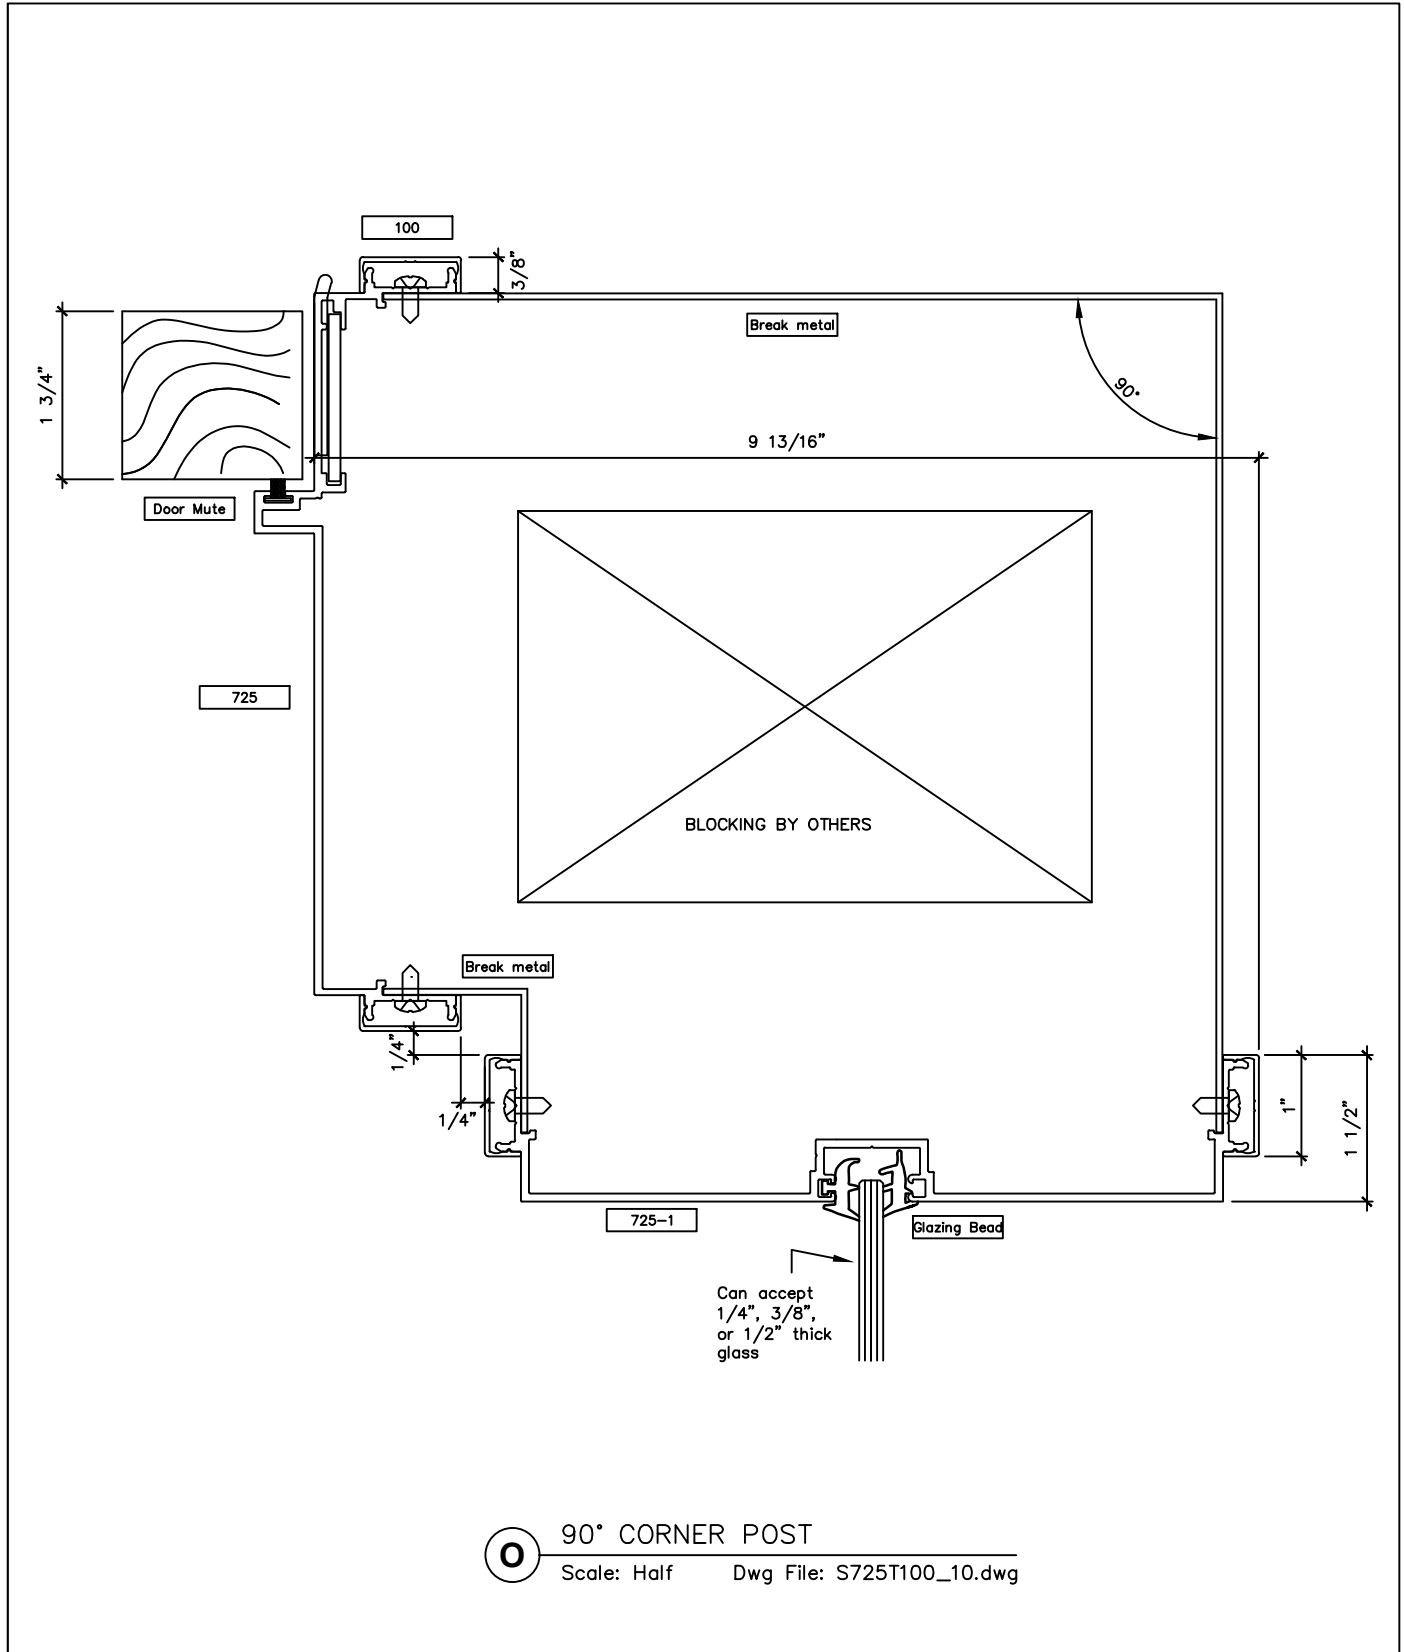 100
3/8"
Break metal
1 3/4"
90°
9 13/16"
Door Mute
725
BLOCKING BY OTHERS
Break metal
1/4"
1/4"
1"
1 1/2"
725-1
Glazing Bead
Can accept
1/4", 3/8",
or 1/2" thick
glass
O
90° CORNER POST
Scale: Half Dwg File: S725T100_10.dwg